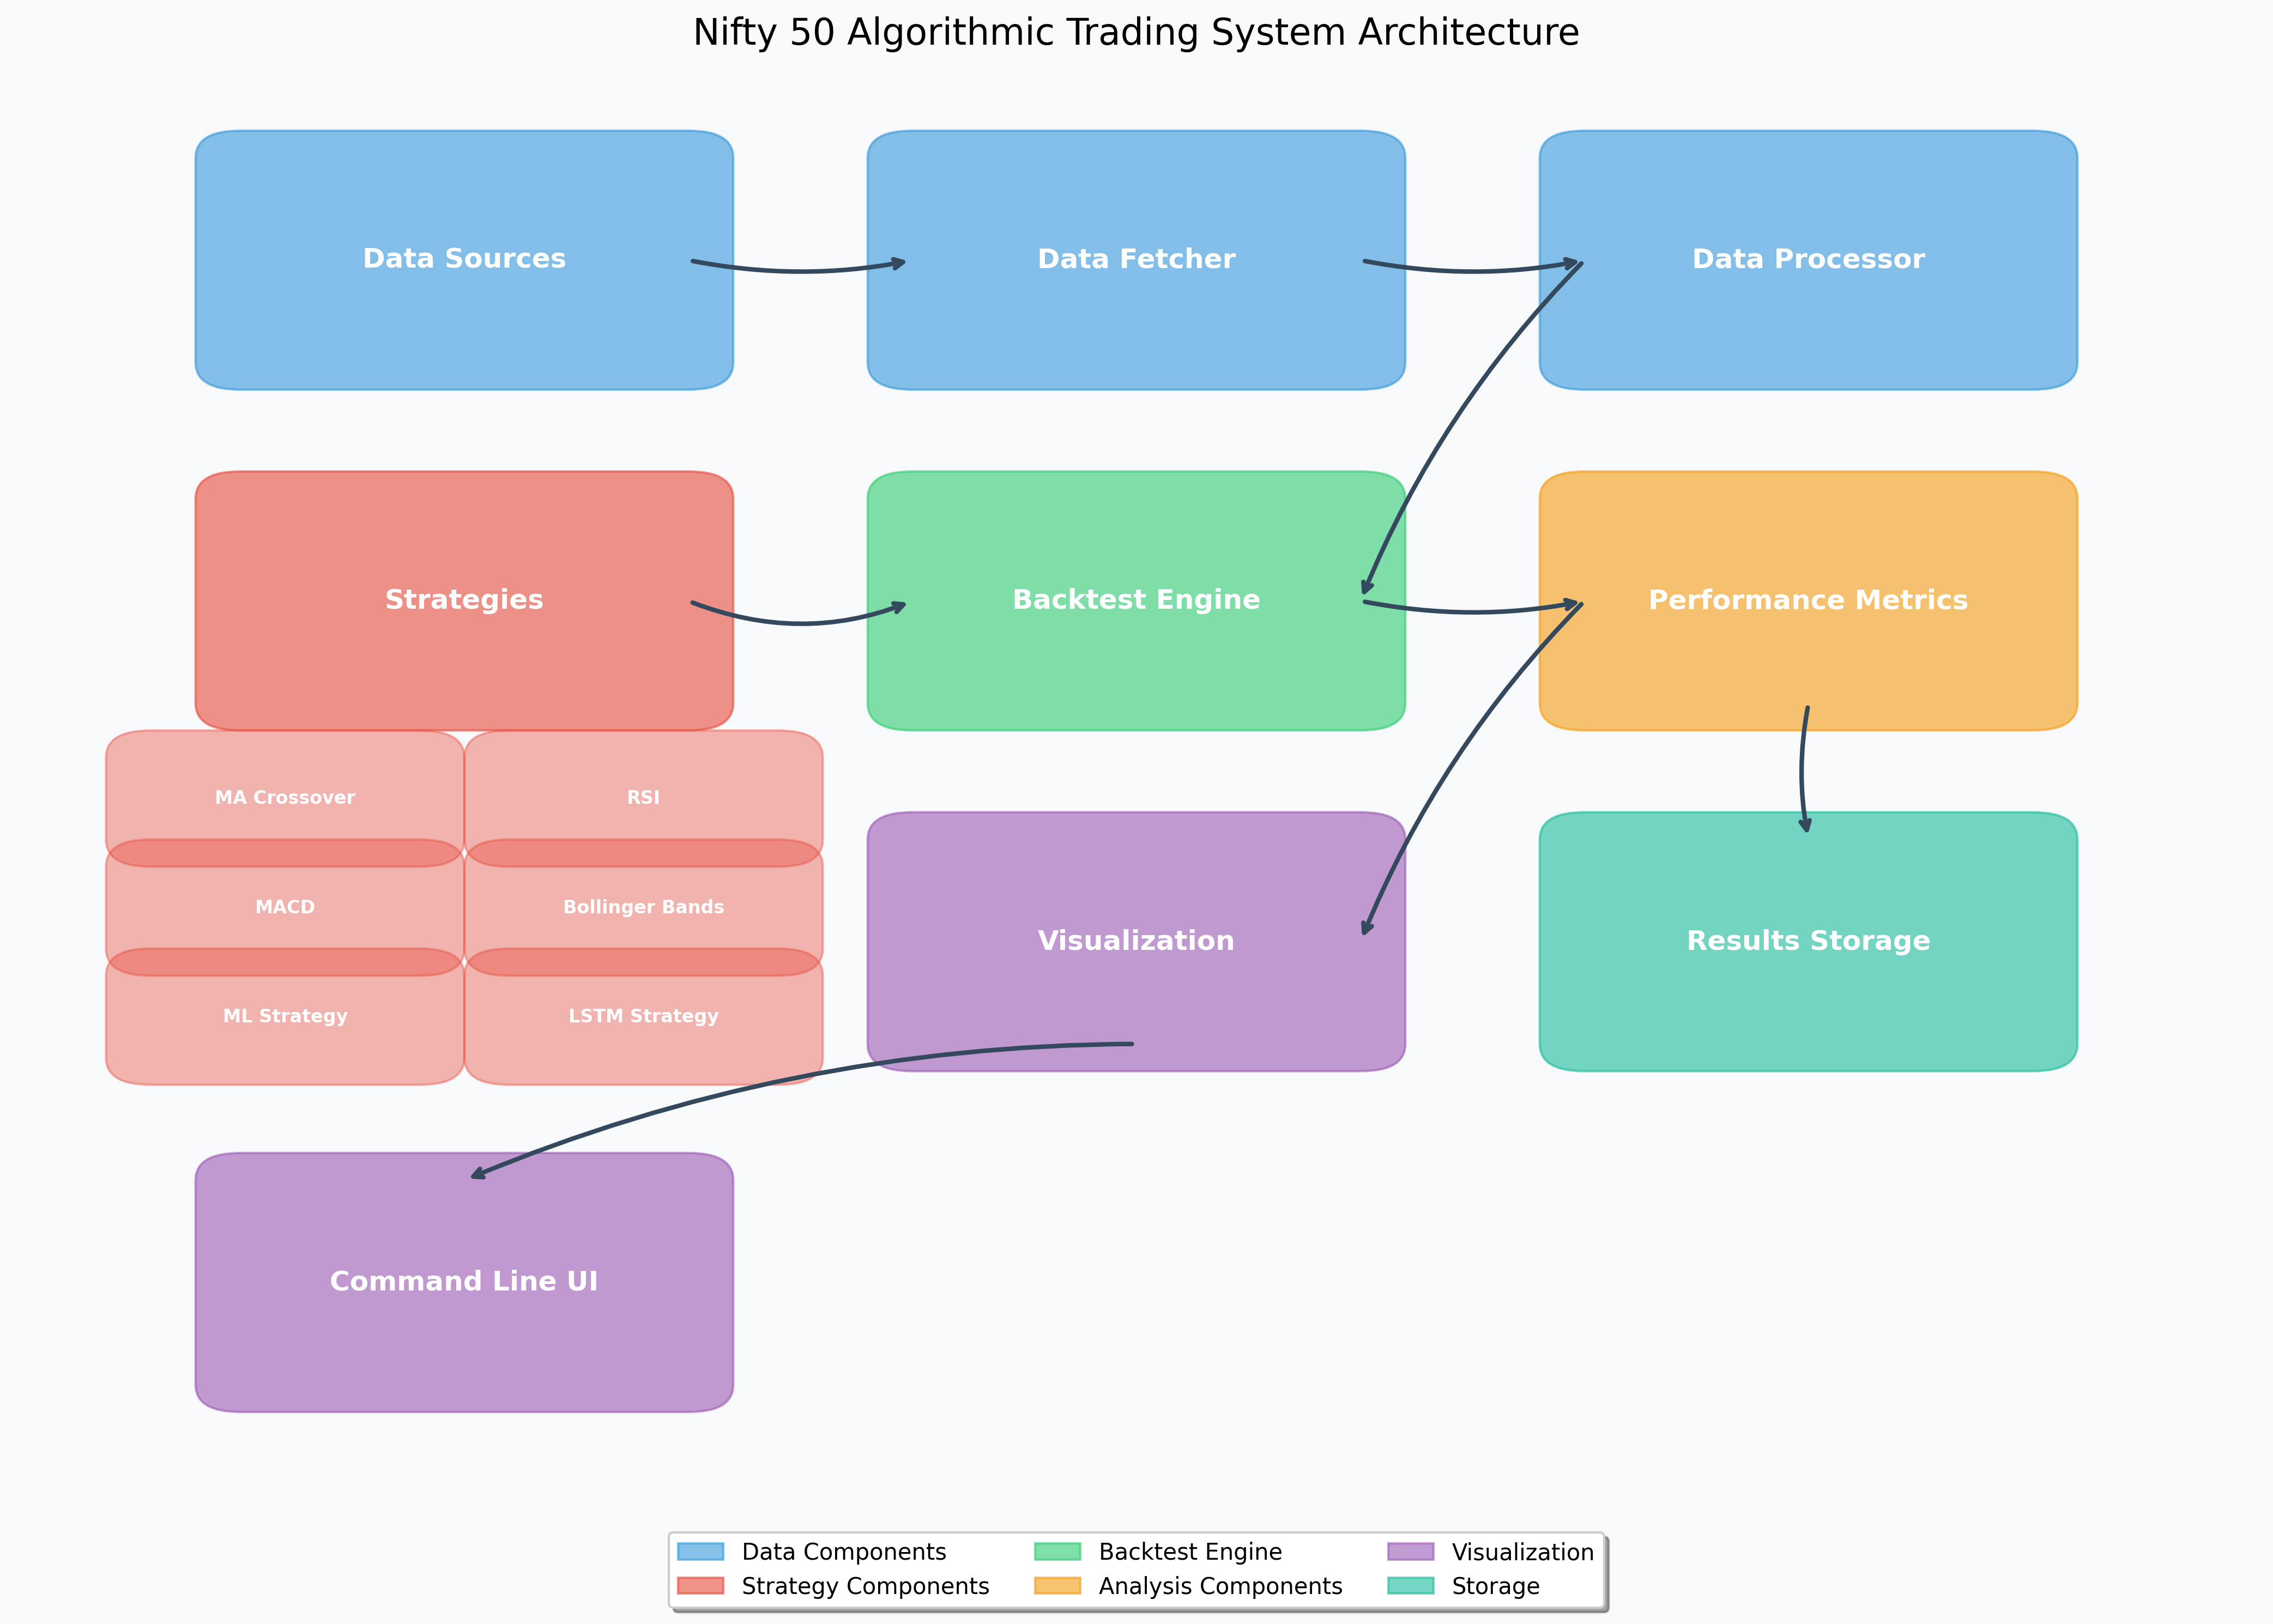 Nifty 50 Algorithmic Trading System Architecture
Data Sources
Data Fetcher
Data Processor
Strategies
Backtest Engine
Performance Metrics
MA Crossover
RSI
MACD
Bollinger Bands
ML Strategy
LSTM Strategy
Visualization
Results Storage
Command Line UI
Data Components
Strategy Components
Backtest Engine
Analysis Components
Visualization
Storage